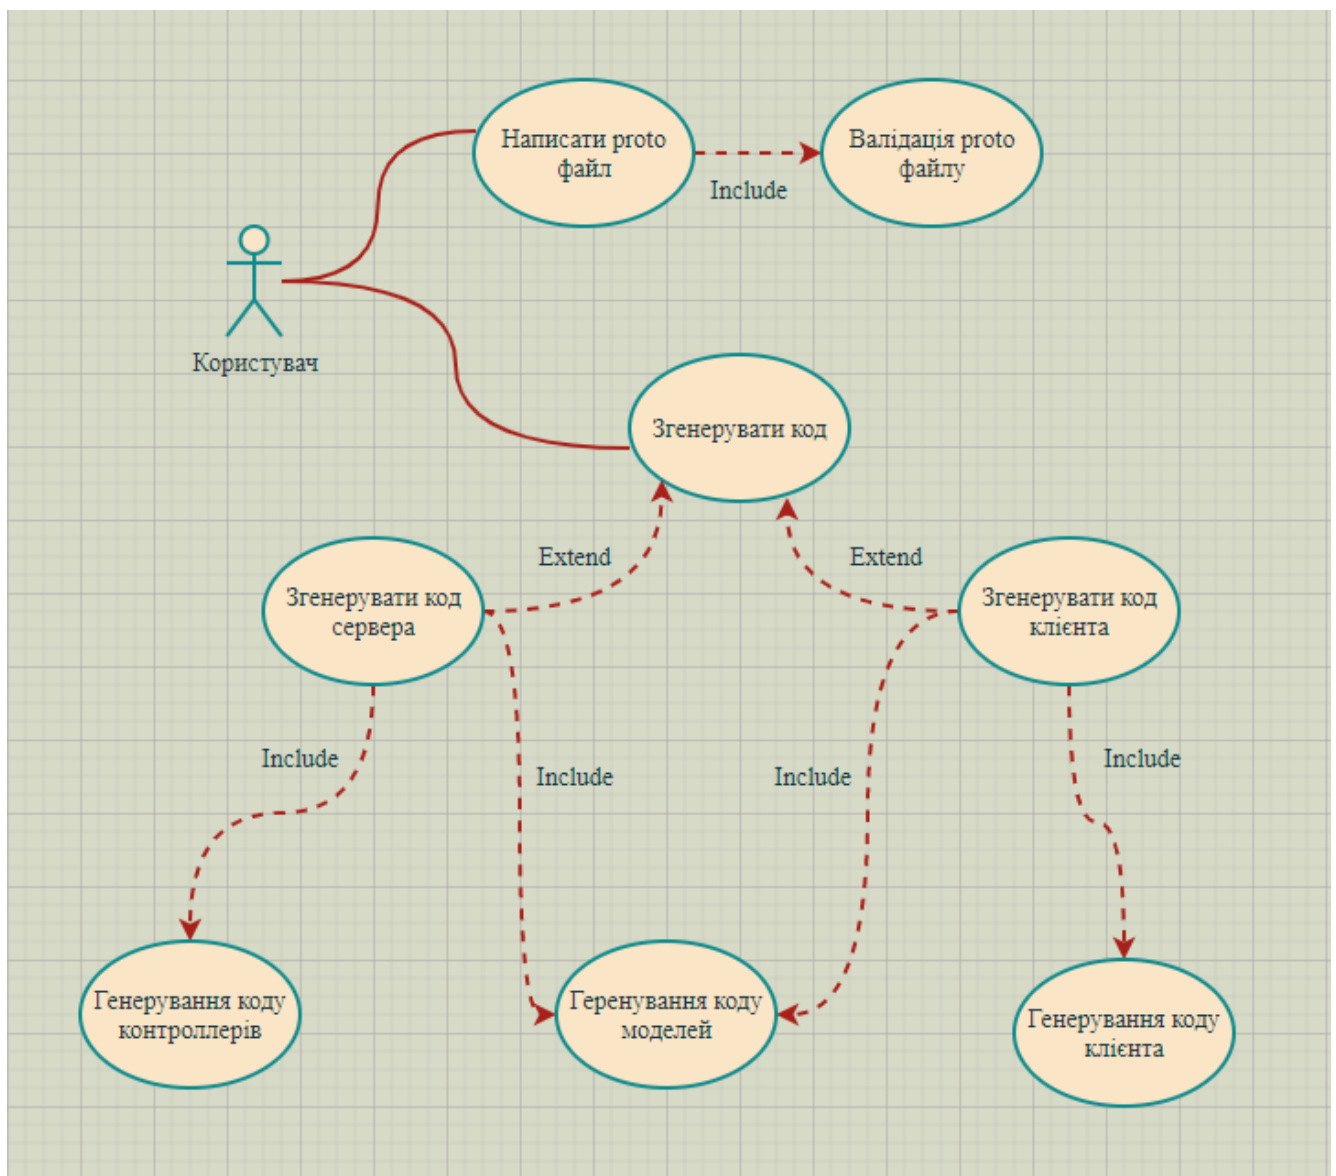 Написати proto
файл
Валідація proto
файлу
Include
Користувач
Згенерувати код
Extend
Extend
Згенерувати код
сервера
Згенерувати код
клієнта
Include
Include
Include
Include
Генерування коду
контроллерів
Геренування коду
моделей
Генерування коду
клієнта